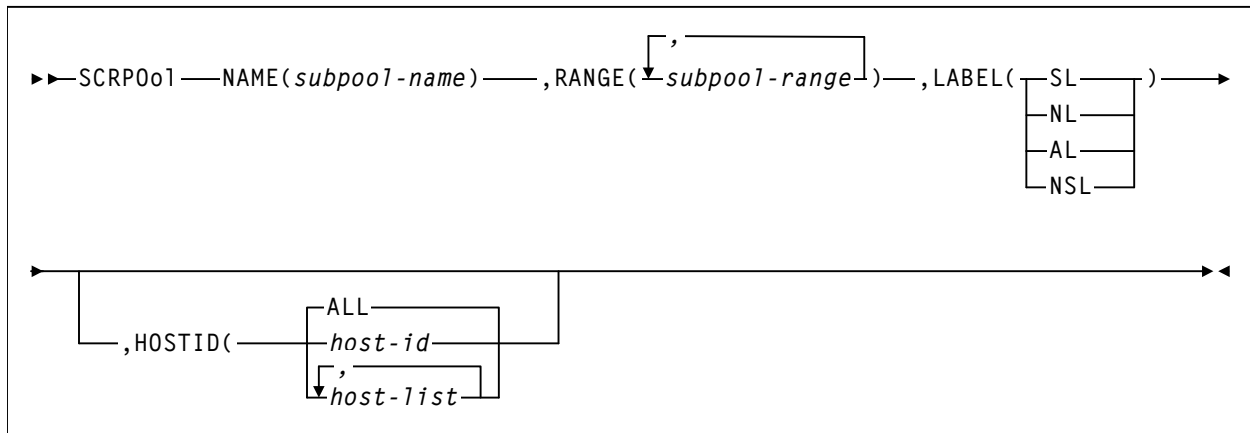 ,
SCRPOol NAME(subpool-name) ,RANGE( subpool-range ) ,LABEL( SL )
NL
AL
NSL
ALL
,HOSTID( host-id
,
host-list